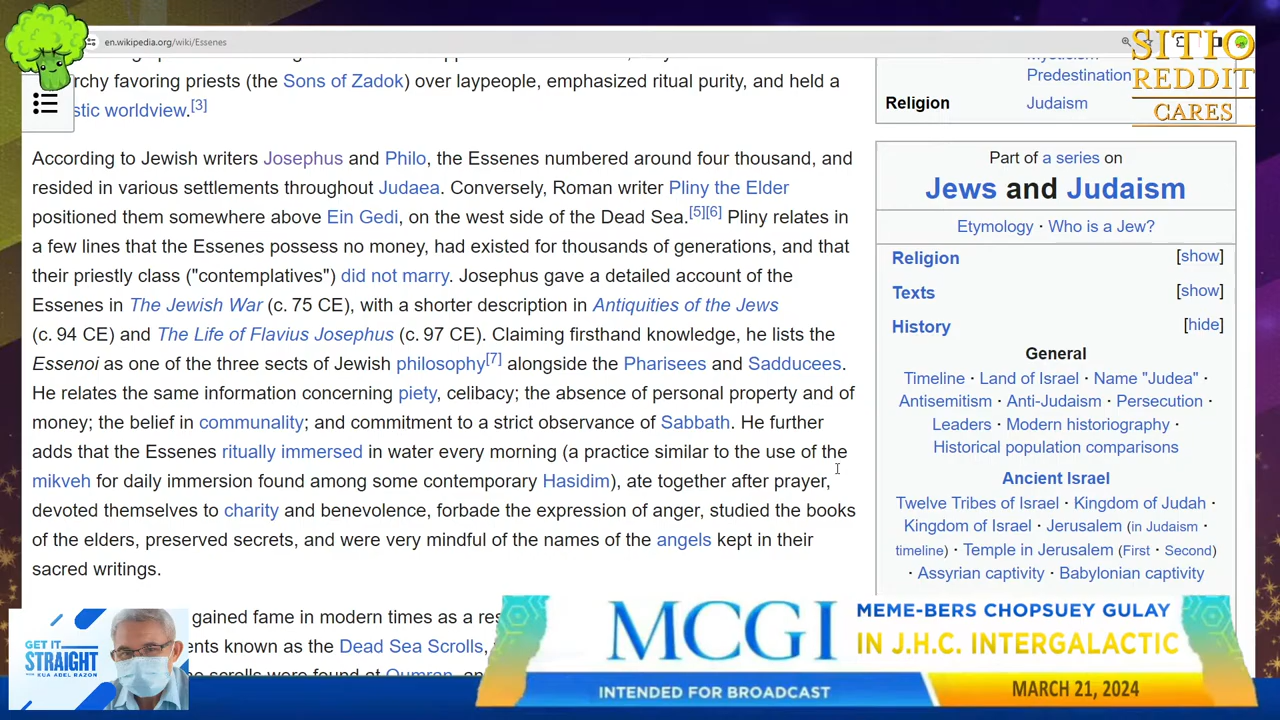 en.wikipedia.org/wiki/Essenes
SITIO
REDDIT
CARES
favoring priests (the Sons of Zadok) over laypeople, emphasized ritual purity, and held a
worldview.[3]
According to Jewish writers Josephus and Philo, the Essenes numbered around four thousand, and
resided in various settlements throughout Judaea. Conversely, Roman writer Pliny the Elder
positioned them somewhere above Ein Gedi, on the west side of the Dead Sea.[5][6] Pliny relates in
a few lines that the Essenes possess no money, had existed for thousands of generations, and that
their priestly class ("contemplatives") did not marry. Josephus gave a detailed account of the
Essenes in The Jewish War (c. 75 CE), with a shorter description in Antiquities of the Jews
(c. 94 CE) and The Life of Flavius Josephus (c. 97 CE). Claiming firsthand knowledge, he lists the
Essenoi as one of the three sects of Jewish philosophy[7] alongside the Pharisees and Sadducees.
He relates the same information concerning piety, celibacy; the absence of personal property and of
money; the belief in communality; and commitment to a strict observance of Sabbath. He further
adds that the Essenes ritually immersed in water every morning (a practice similar to the use of the
mikveh for daily immersion found among some contemporary Hasidim), ate together after prayer,
devoted themselves to charity and benevolence, forbade the expression of anger, studied the books
of the elders, preserved secrets, and were very mindful of the names of the angels kept in their
sacred writings.
gained fame in modern times as a
known as the Dead Sea Scrolls,
scrolls were found at Qumran,
Mysticism
Predestination
Religion Judaism
Part of a series on
Jews and Judaism
Etymology · Who is a Jew?
Religion [show]
Texts [show]
History [hide]
General
Timeline · Land of Israel · Name "Judea" ·
Antisemitism · Anti-Judaism · Persecution ·
Leaders · Modern historiography ·
Historical population comparisons
Ancient Israel
Twelve Tribes of Israel · Kingdom of Judah ·
Kingdom of Israel · Jerusalem (in Judaism ·
timeline) · Temple in Jerusalem (First · Second)
· Assyrian captivity · Babylonian captivity
GET IT
STRAIGHT
WITH KUA ADEL RAZON
MCGI
MEME-BERS CHOPSUEY GULAY
IN J.H.C. INTERGALACTIC
INTENDED FOR BROADCAST
MARCH 21, 2024